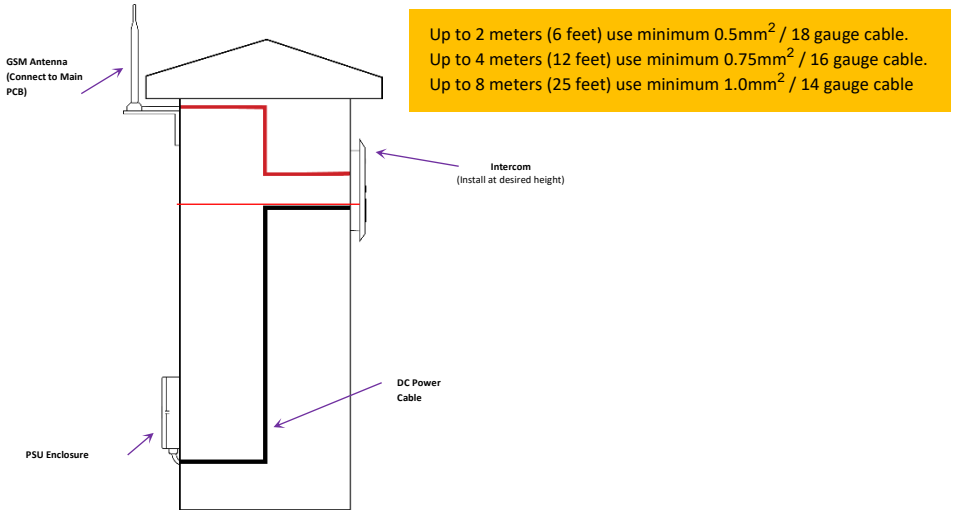 GSM Antenna
(Connect to Main
PCB)
Up to 2 meters (6 feet) use minimum 0.5mm² / 18 gauge cable.
Up to 4 meters (12 feet) use minimum 0.75mm² / 16 gauge cable.
Up to 8 meters (25 feet) use minimum 1.0mm² / 14 gauge cable
Intercom
(Install at desired height)
DC Power
Cable
PSU Enclosure